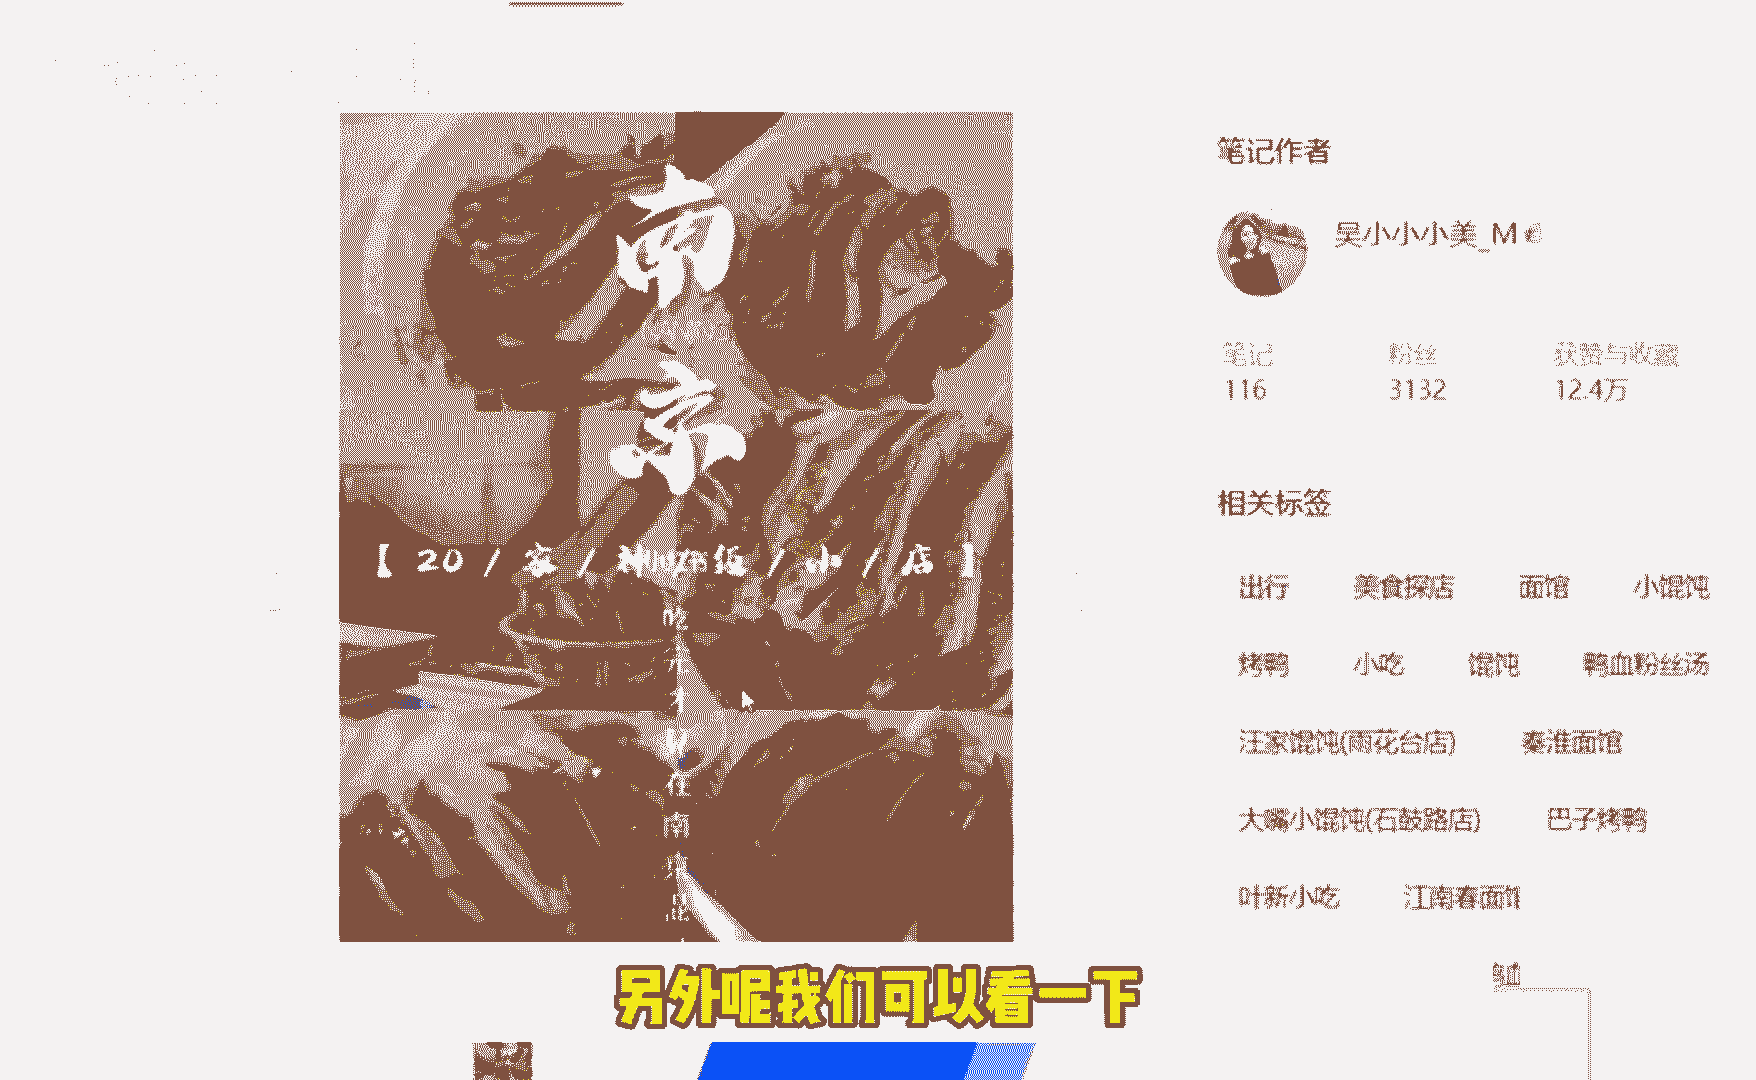 南
京
【 20 / 家 / 神仙饭 / 小 / 店 】
在
南
笔记作者
吴小小小美_M
笔记 粉丝 获赞与收藏
116 3132 12.4万
相关标签
出行 美食探店 面馆 小馄饨
烤鸭 小吃 馄饨 鸭血粉丝汤
汪家馄饨(雨花台店) 秦淮面馆
大嘴小馄饨(石鼓路店) 巴子烤鸭
叶新小吃 江南春面馆
另外呢我们可以看一下